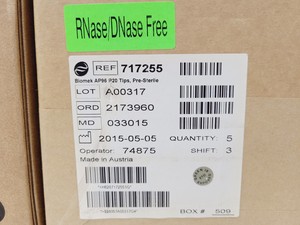 RNase/DNase Free
REF 717255
Biomek AP96 P20 Tips, Pre-Sterile
LOT A00317
ORD 2173960
MD 033015
2015-05-05 QUANTITY: 5
Operator: 74875 SHIFT: 3
Made in Austria
BOX # 509